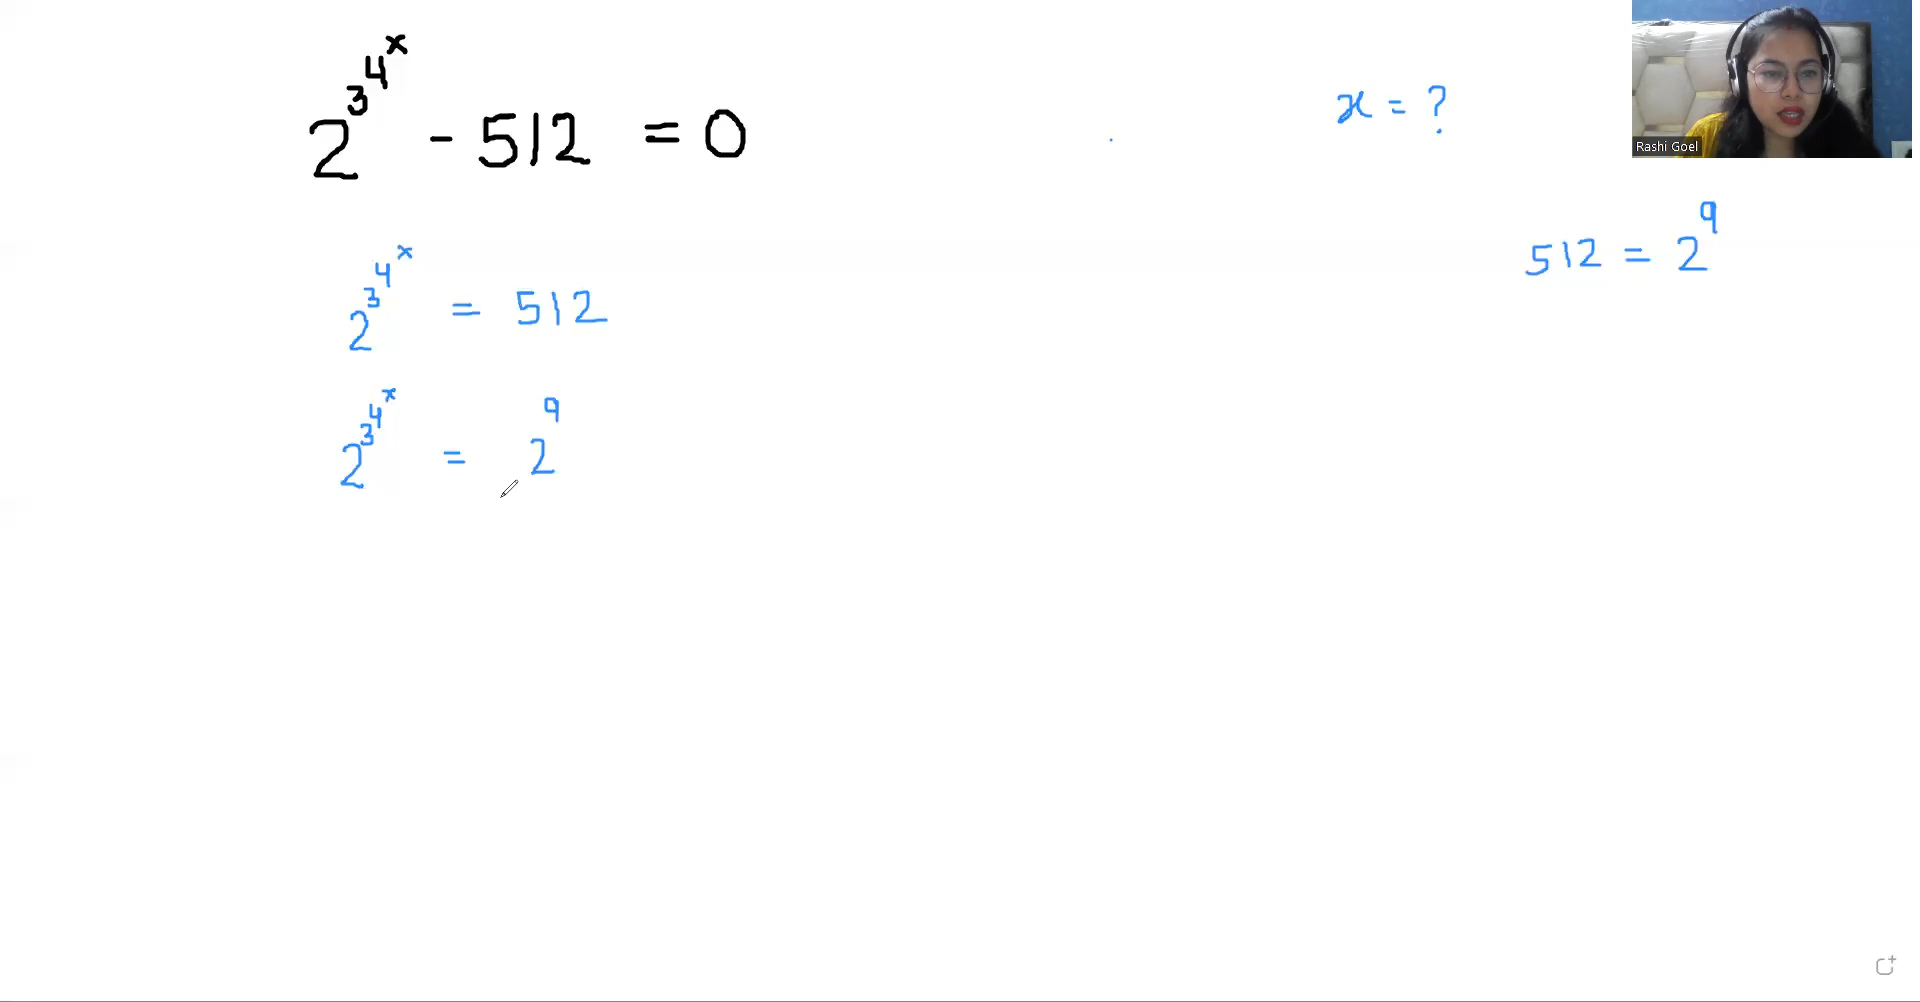 2^3^4^x - 512 = 0
x = ?
Rashi Goel
512 = 2^9
2^3^4^x = 512
2^3^4^x = 2^9